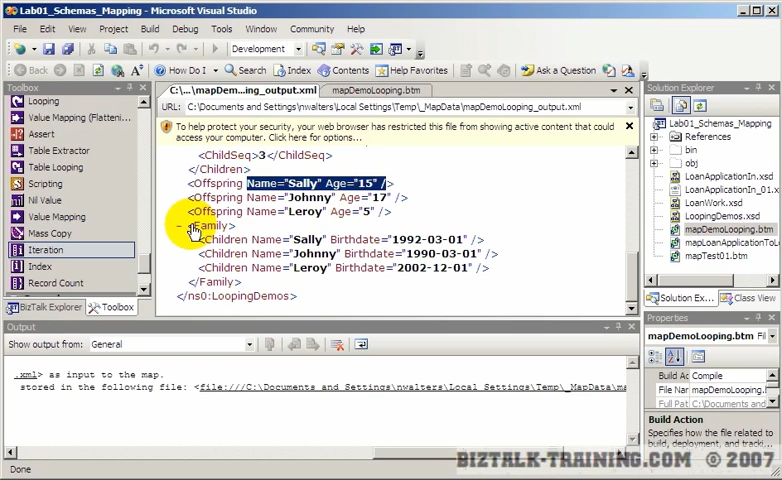 Lab01_Schemas_Mapping - Microsoft Visual Studio
File Edit View Project Build Debug Tools Window Community Help
Development
Back How Do I Search Index Contents Help Favorites Ask a Question
Toolbox
Looping
Value Mapping (Flatteni...
Assert
Table Extractor
Table Looping
Scripting
Nil Value
Value Mapping
Mass Copy
Iteration
Index
Record Count
BizTalk Explorer Toolbox
C:\...\mapDem...ing_output.xml mapDemoLooping.btm
URL: C:\Documents and Settings\nwalters\Local Settings\Temp\_MapData\mapDemoLooping_output.xml
To help protect your security, your web browser has restricted this file from showing active content that could
access your computer. Click here for options...
<ChildSeq>3</ChildSeq>
</Children>
<Offspring Name="Sally" Age="15" />
<Offspring Name="Johnny" Age="17" />
<Offspring Name="Leroy" Age="5" />
- <Family>
<Children Name="Sally" Birthdate="1992-03-01" />
<Children Name="Johnny" Birthdate="1990-03-01" />
<Children Name="Leroy" Birthdate="2002-12-01" />
</Family>
</ns0:LoopingDemos>
Solution Explorer
Lab01_Schemas_Mapping
References
bin
obj
LoanApplicationIn.xsd
LoanApplicationIn_01.x
LoanWork.xsd
LoopingDemos.xsd
mapDemoLooping.btm
mapLoanApplicationToLo
mapTest01.btm
Solution Ex... Class View
Properties
mapDemoLooping.btm Fil
Build Ac Compile
File Nar mapDemoLooping.b
Full Pat C:\Documents and
Build Action
Specifies how the file related to
build, deployment, and
Output
Show output from: General
.xml> as input to the map.
stored in the following file: <file:///C:\Documents and Settings\nwalters\Local Settings\Temp\_MapData\ma
Done
BIZTALK-TRAINING.COM © 2007